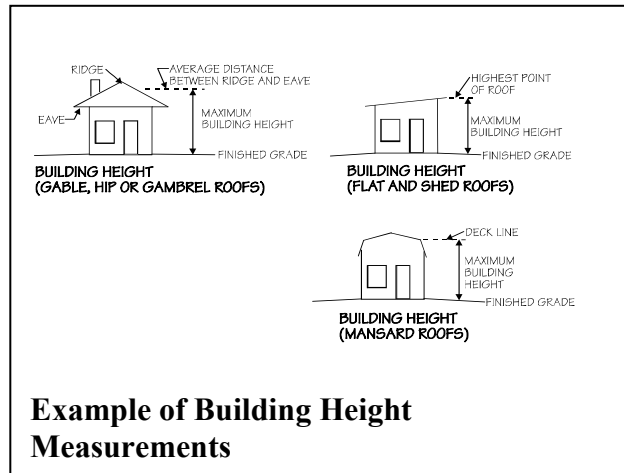 RIDGE
AVERAGE DISTANCE
BETWEEN RIDGE AND EAVE
EAVE
MAXIMUM
BUILDING HEIGHT
FINISHED GRADE
BUILDING HEIGHT
(GABLE, HIP OR GAMBREL ROOFS)
HIGHEST POINT
OF ROOF
MAXIMUM
BUILDING HEIGHT
FINISHED GRADE
BUILDING HEIGHT
(FLAT AND SHED ROOFS)
DECK LINE
MAXIMUM
BUILDING
HEIGHT
FINISHED GRADE
BUILDING HEIGHT
(MANSARD ROOFS)
Example of Building Height
Measurements